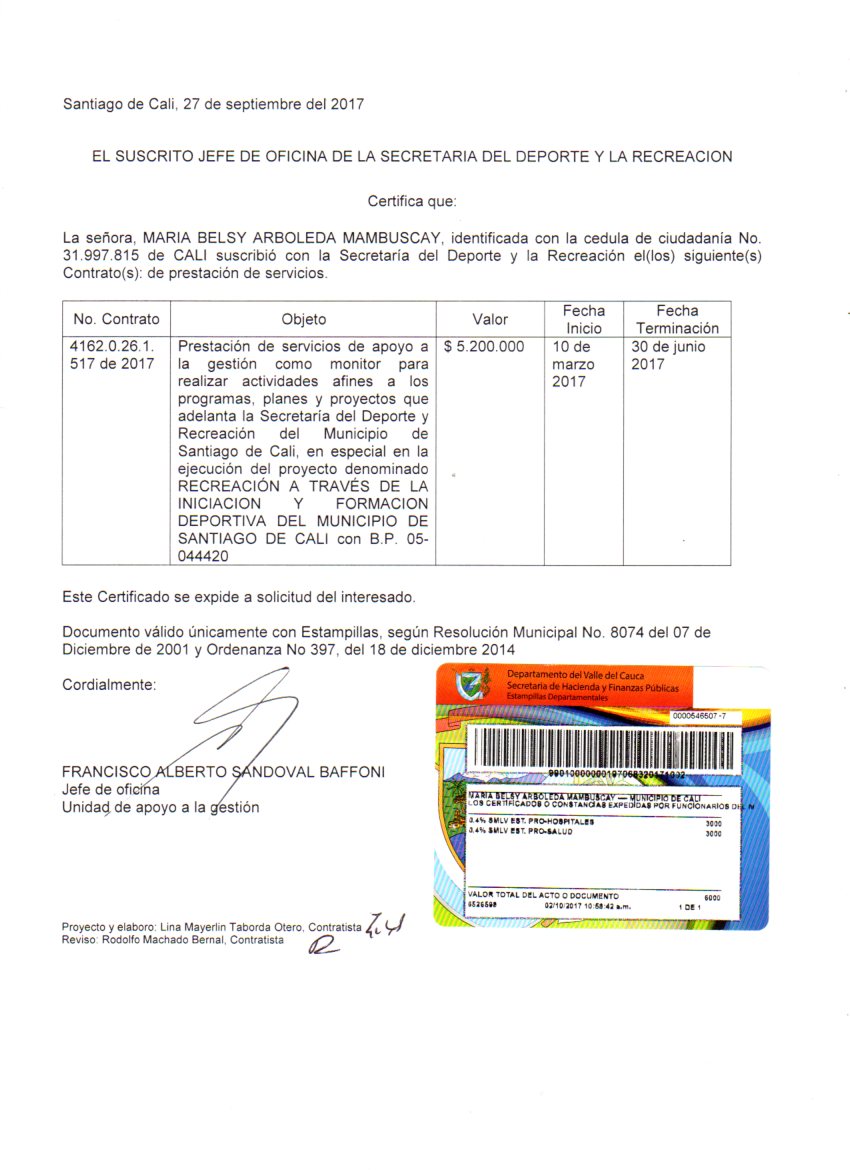 Santiago de Cali, 27 de septiembre del 2017
EL SUSCRITO JEFE DE OFICINA DE LA SECRETARIA DEL DEPORTE Y LA RECREACION
Certifica que:
La señora, MARIA BELSY ARBOLEDA MAMBUSCAY, identificada con la cedula de ciudadanía No.
31.997.815 de CALI suscribió con la Secretaría del Deporte y la Recreación el(los) siguiente(s)
Contrato(s): de prestación de servicios.
No. Contrato
Objeto
Valor
Fecha
Inicio
Fecha
Terminación
4162.0.26.1.
517 de 2017
Prestación de servicios de apoyo a
la gestión como monitor para
realizar actividades afines a los
programas, planes y proyectos que
adelanta la Secretaría del Deporte y
Recreación del Municipio de
Santiago de Cali, en especial en la
ejecución del proyecto denominado
RECREACIÓN A TRAVÉS DE LA
INICIACION Y FORMACION
DEPORTIVA DEL MUNICIPIO DE
SANTIAGO DE CALI con B.P. 05-
044420
$ 5.200.000
10 de
marzo
2017
30 de junio
2017
Este Certificado se expide a solicitud del interesado.
Documento válido únicamente con Estampillas, según Resolución Municipal No. 8074 del 07 de
Diciembre de 2001 y Ordenanza No 397, del 18 de diciembre 2014
Cordialmente:
FRANCISCO ALBERTO SANDOVAL BAFFONI
Jefe de oficina
Unidad de apoyo a la gestión
Departamento del Valle del Cauca
Secretaria de Hacienda y Finanzas Públicas
Estampillas Departamentales
0000546507-7
MARIA BELSY ARBOLEDA MAMBUSCAY — MUNICIPIO DE CALI
LOS CERTIFICADOS O CONSTANCIAS EXPEDIDAS POR FUNCIONARIOS DEL M
0.4% SMLV EST. PRO-HOSPITALES 3000
0.4% SMLV EST. PRO-SALUD 3000
VALOR TOTAL DEL ACTO O DOCUMENTO 6000
6526598 02/10/2017 10:58:42 a.m. 1 DE 1
Proyecto y elaboro: Lina Mayerlin Taborda Otero, Contratista
Reviso: Rodolfo Machado Bernal, Contratista